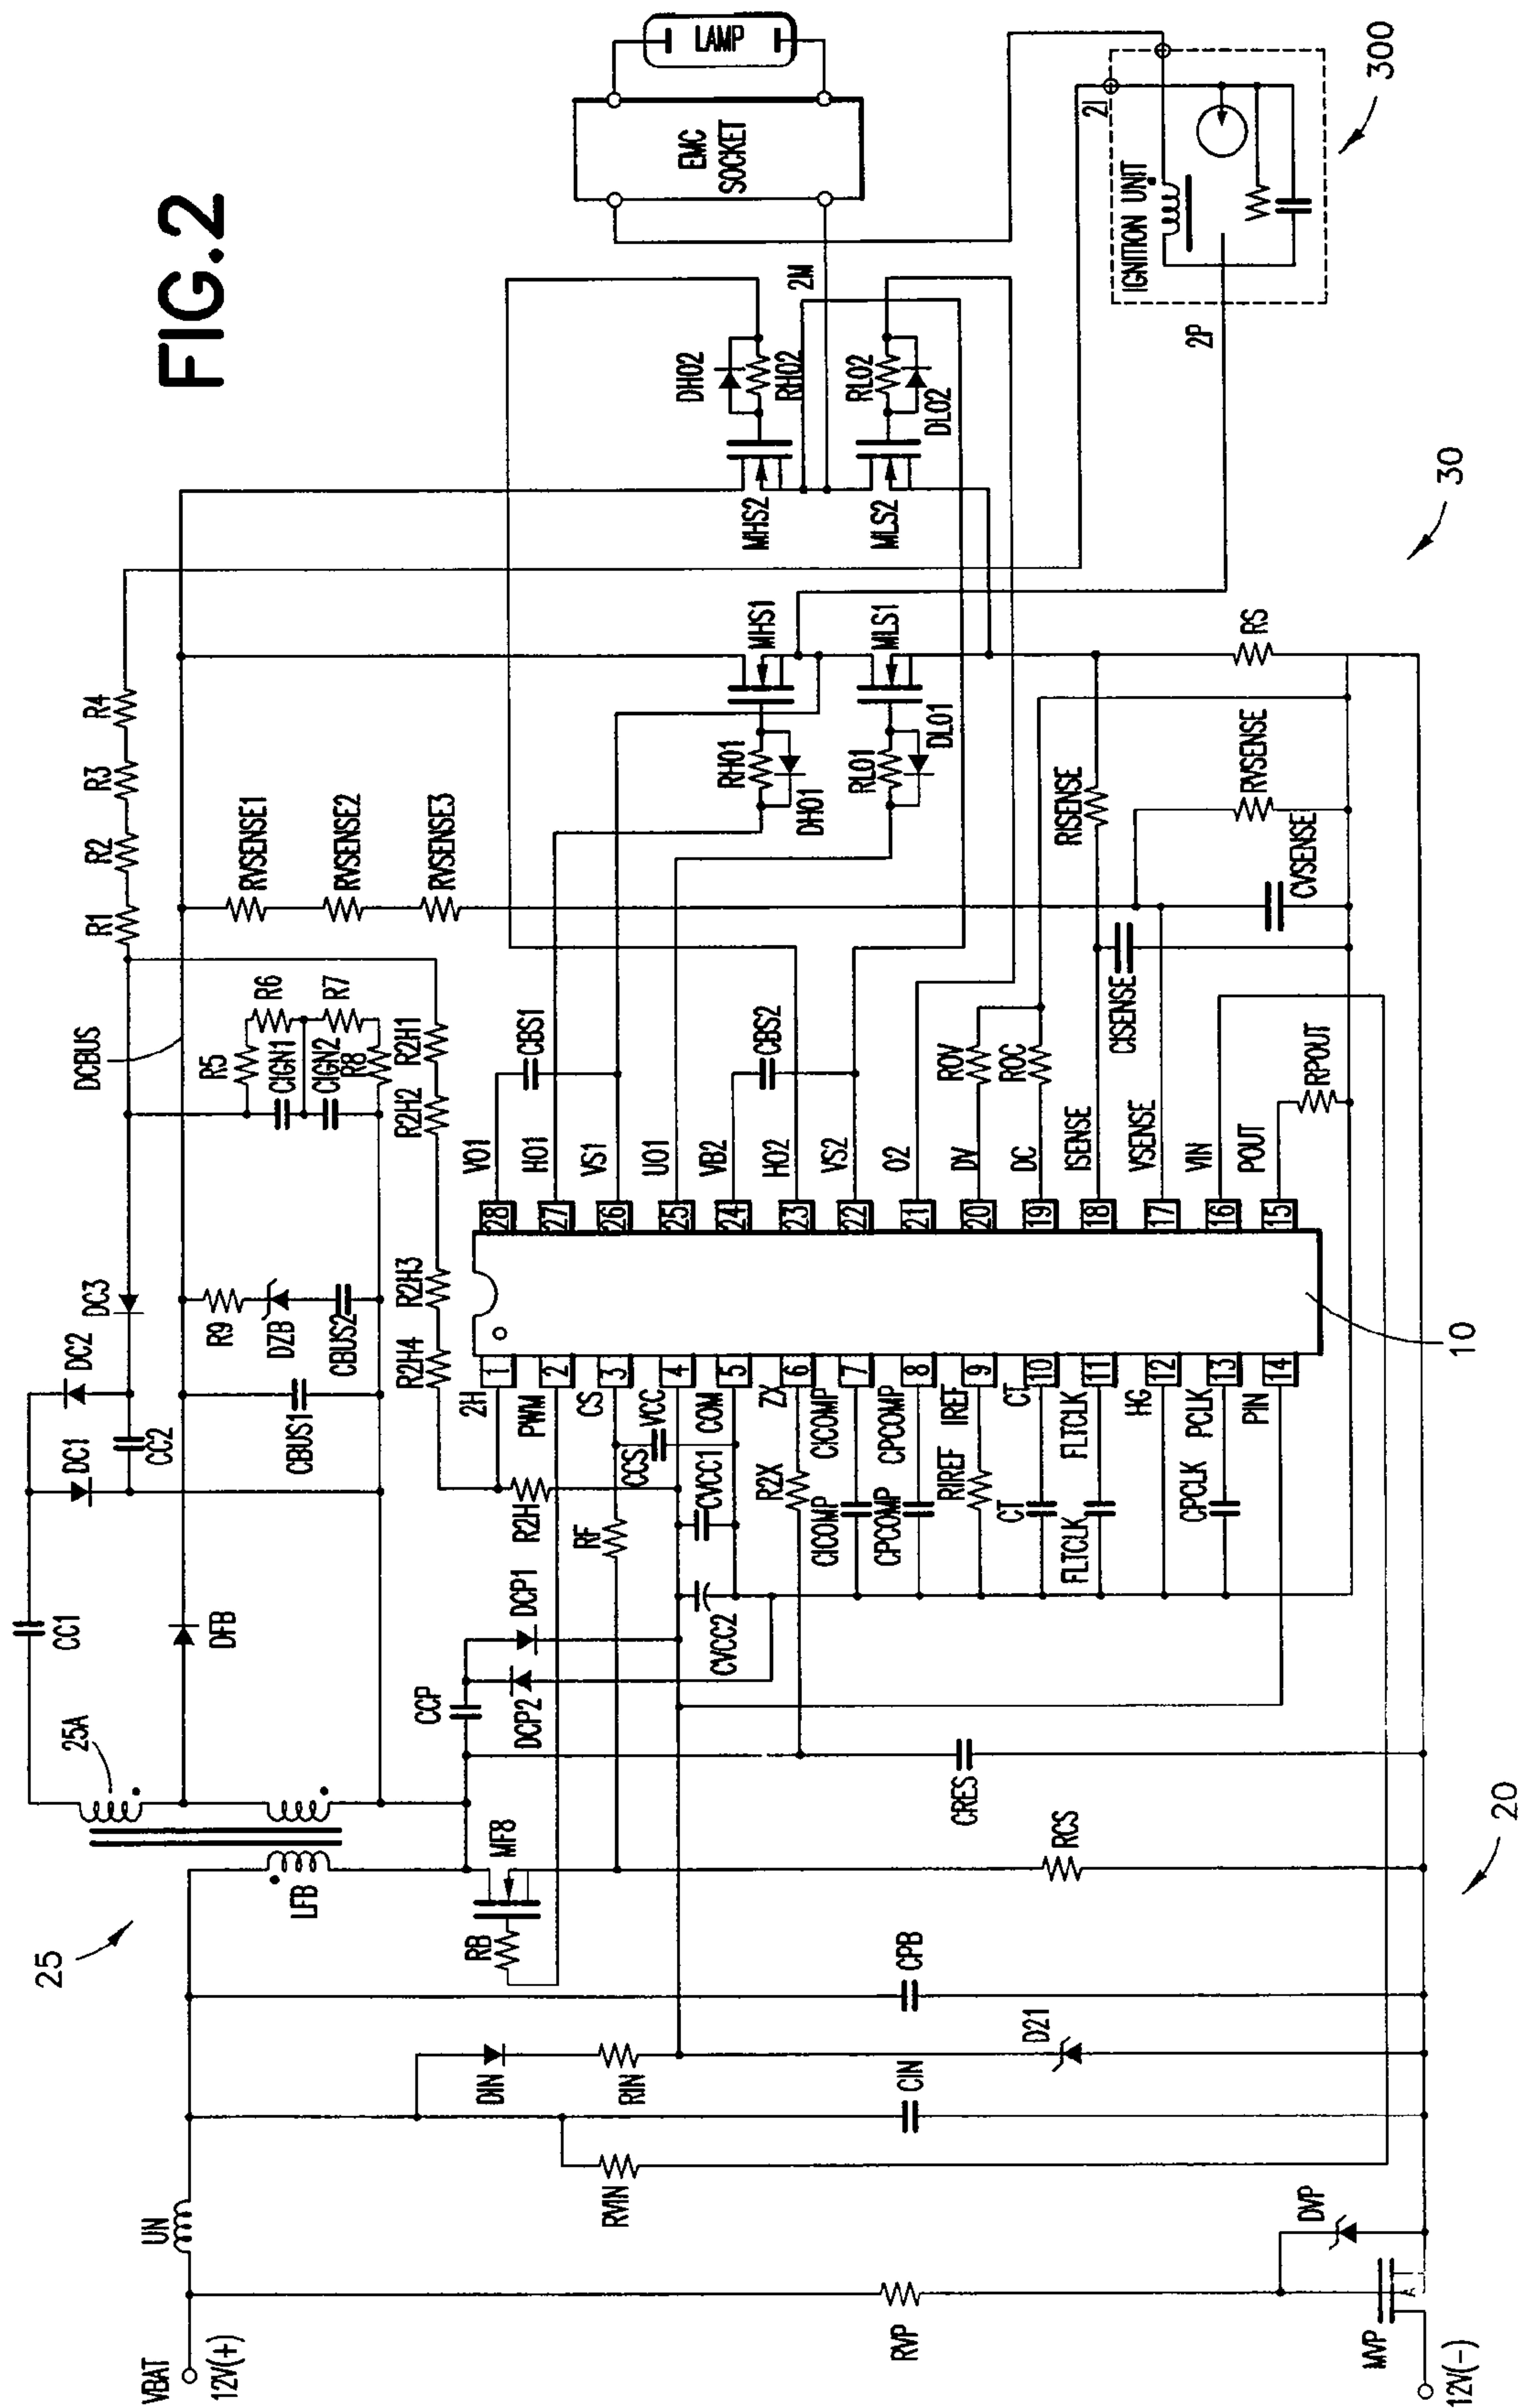 FIG.2
LAMP
EMC
SOCKET
300
2I
IGNITION UNIT
2P
2M
30
DHO2
RHO2
RLO2
DLO2
MHS2
MLS2
R1
R2
R3
R4
RVSENSE1
RVSENSE2
RVSENSE3
RHO1
DHO1
MHS1
RLO1
DLO1
MLS1
RS
RISENSE
RVSENSE
CISENSE
CVSENSE
DCBUS
R5
R6
CIGN1
CIGN2
R7
R8
R2H1
R2H2
R2H3
R2H4
CBS1
CBS2
ROV
ROC
RPOUT
VO1
HO1
VS1
UO1
VB2
HO2
VS2
O2
DV
DC
ISENSE
VSENSE
VIN
POUT
28
27
26
25
24
23
22
21
20
19
18
17
16
15
10
1
2
3
4
5
6
7
8
9
10
11
12
13
14
2H
PWM
CS
VCC
COM
ZX
CICOMP
CPCOMP
IREF
CT
FLTCLK
HG
PCLK
PIN
DC3
DC2
DC1
CC2
CC1
R9
DZB
CBUS2
CBUS1
DFB
R2H
CCS
RF
CVCC1
CVCC2
R2X
CICOMP
CPCOMP
RIREF
CT
FLTCLK
CPCLK
DCP1
DCP2
CCP
25A
25
LFB
MF8
RB
CRES
RCS
20
CPB
DIN
RIN
D21
CIN
RVIN
UN
VBAT
12V(+)
RVP
DVP
MVP
12V(-)